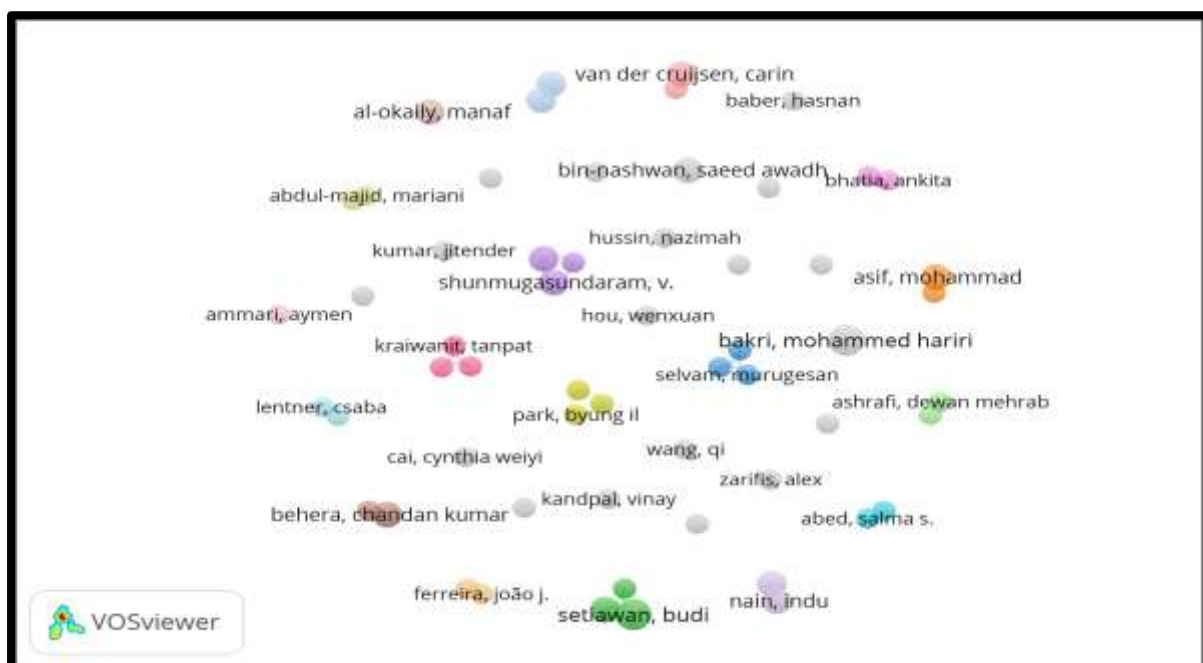 van der cruijsen, carin
baber, hasnan
al-okaily, manaf
bin-nashwan, saeed awadh
bhatia, ankita
abdul-majid, mariani
hussin, nazimah
kumar, jitender
asif, mohammad
shunmugasundaram, v.
ammari, aymen
hou, wenxuan
bakri, mohammed hariri
kraiwanit, tanpat
selvam, murugesan
ashrafi, dewan mehrab
lentner, csaba
park, byung il
wang, qi
cai, cynthia weiyi
zarifis, alex
kandpal, vinay
behera, chandan kumar
abed, salma s.
ferreira, joão j.
nain, indu
setiawan, budi
VOSviewer